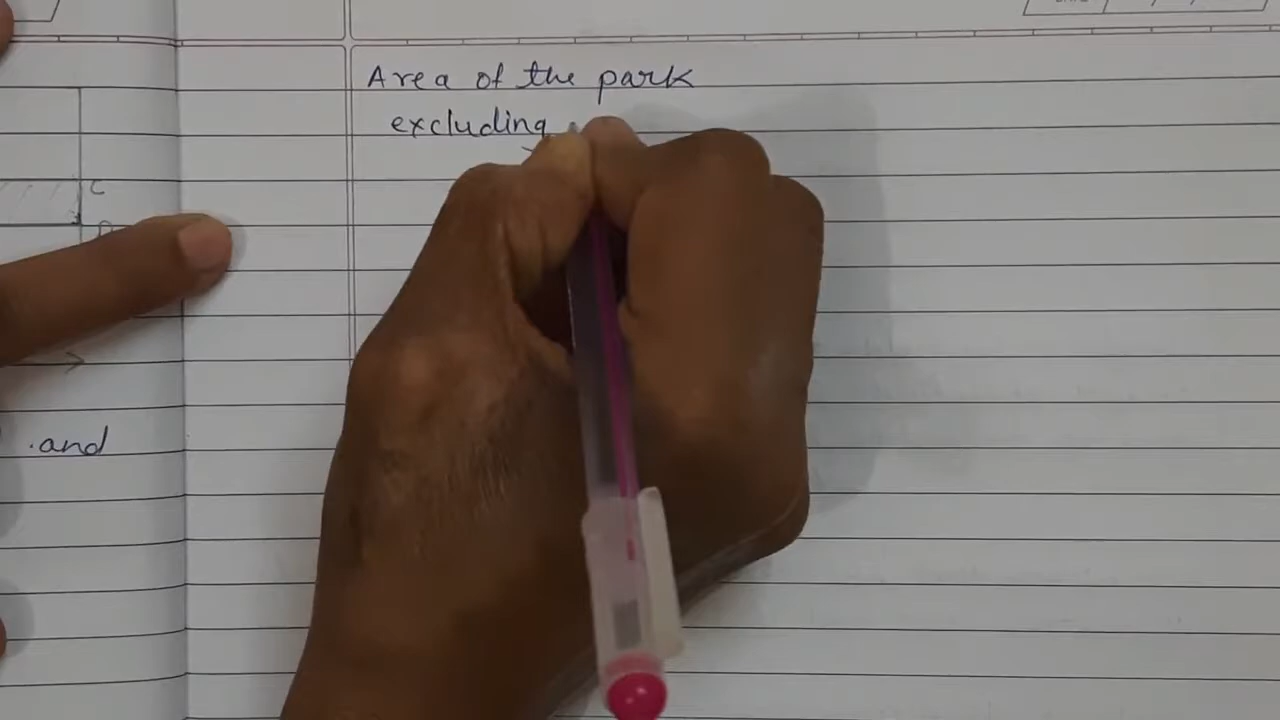 Area of the park
excluding
C
.and